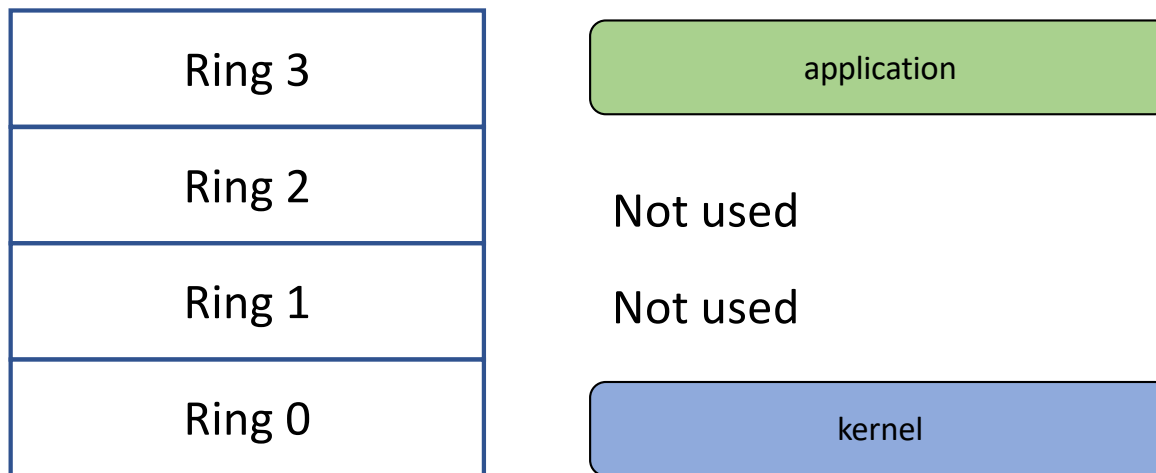 Ring 3
application
Ring 2
Not used
Ring 1
Not used
Ring 0
kernel